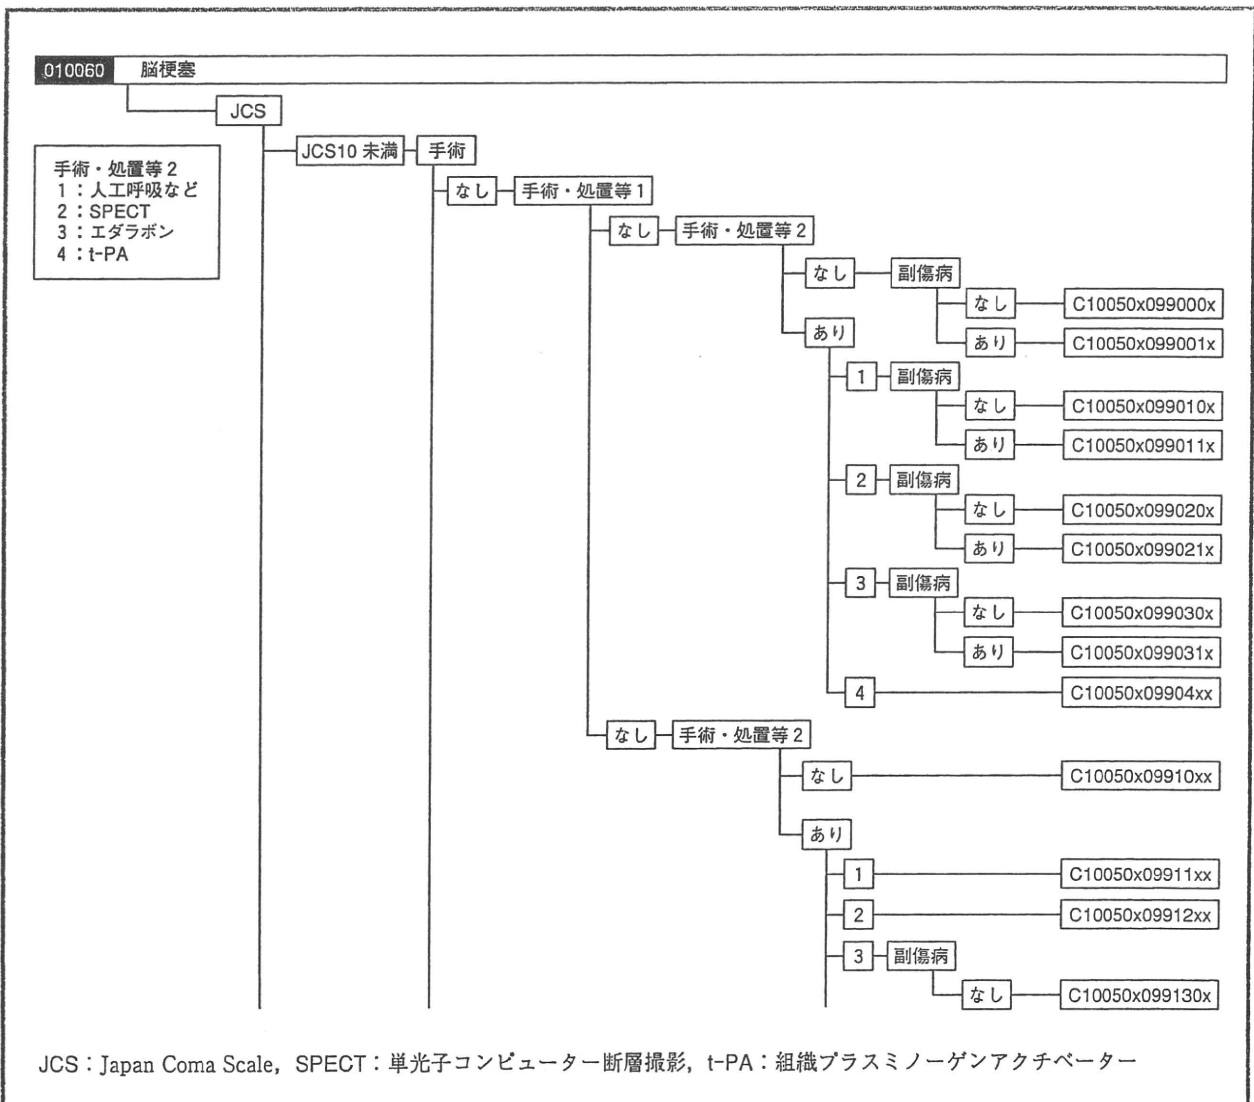 010060 脳梗塞
JCS
JCS10 未満 手術
手術・処置等 2
1：人工呼吸など
2：SPECT
3：エダラボン
4：t-PA
なし 手術・処置等 1
なし 手術・処置等 2
なし 副傷病
なし C10050x099000x
あり C10050x099001x
あり
1 副傷病
なし C10050x099010x
あり C10050x099011x
2 副傷病
なし C10050x099020x
あり C10050x099021x
3 副傷病
なし C10050x099030x
あり C10050x099031x
4 C10050x09904xx
なし 手術・処置等 2
なし C10050x09910xx
あり
1 C10050x09911xx
2 C10050x09912xx
3 副傷病
なし C10050x099130x
JCS：Japan Coma Scale，SPECT：単光子コンピューター断層撮影，t-PA：組織プラスミノーゲンアクチベーター